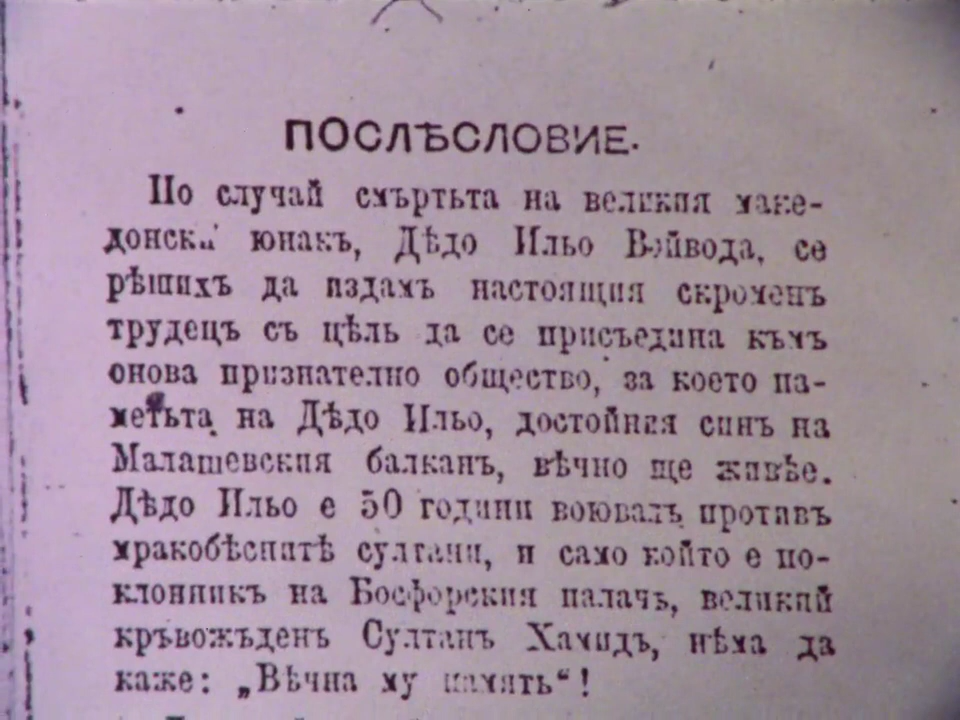 ПОСЛѢСЛОВИЕ.
По случай смъртьта на великия маке-
донски юнакъ, Дѣдо Ильо Войвода, се
рѣшихъ да издамъ настоящия скроменъ
трудецъ съ цѣль да се присъединя къмъ
онова признателно общество, за което па-
метьта на Дѣдо Ильо, достойния синъ на
Малашевския балканъ, вѣчно ще живѣе.
Дѣдо Ильо е 50 години воювалъ противъ
мракобѣснитѣ султани, и само който е по-
клонникъ на Босфорския палачь, великий
кръвожъденъ Султанъ Хамидъ, нѣма да
каже: „Вѣчна му память“!